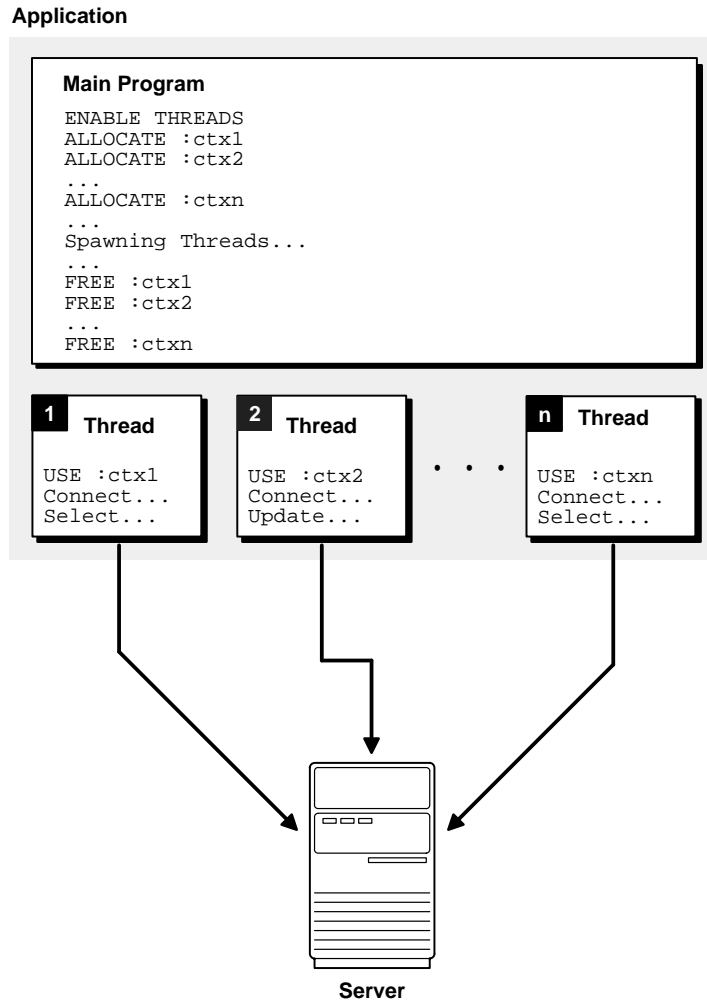 Application
Main Program
ENABLE THREADS
ALLOCATE :ctx1
ALLOCATE :ctx2
...
ALLOCATE :ctxn
...
Spawning Threads...
...
FREE :ctx1
FREE :ctx2
...
FREE :ctxn
1 Thread
USE :ctx1
Connect...
Select...
2 Thread
USE :ctx2
Connect...
Update...
. . .
n Thread
USE :ctxn
Connect...
Select...
Server